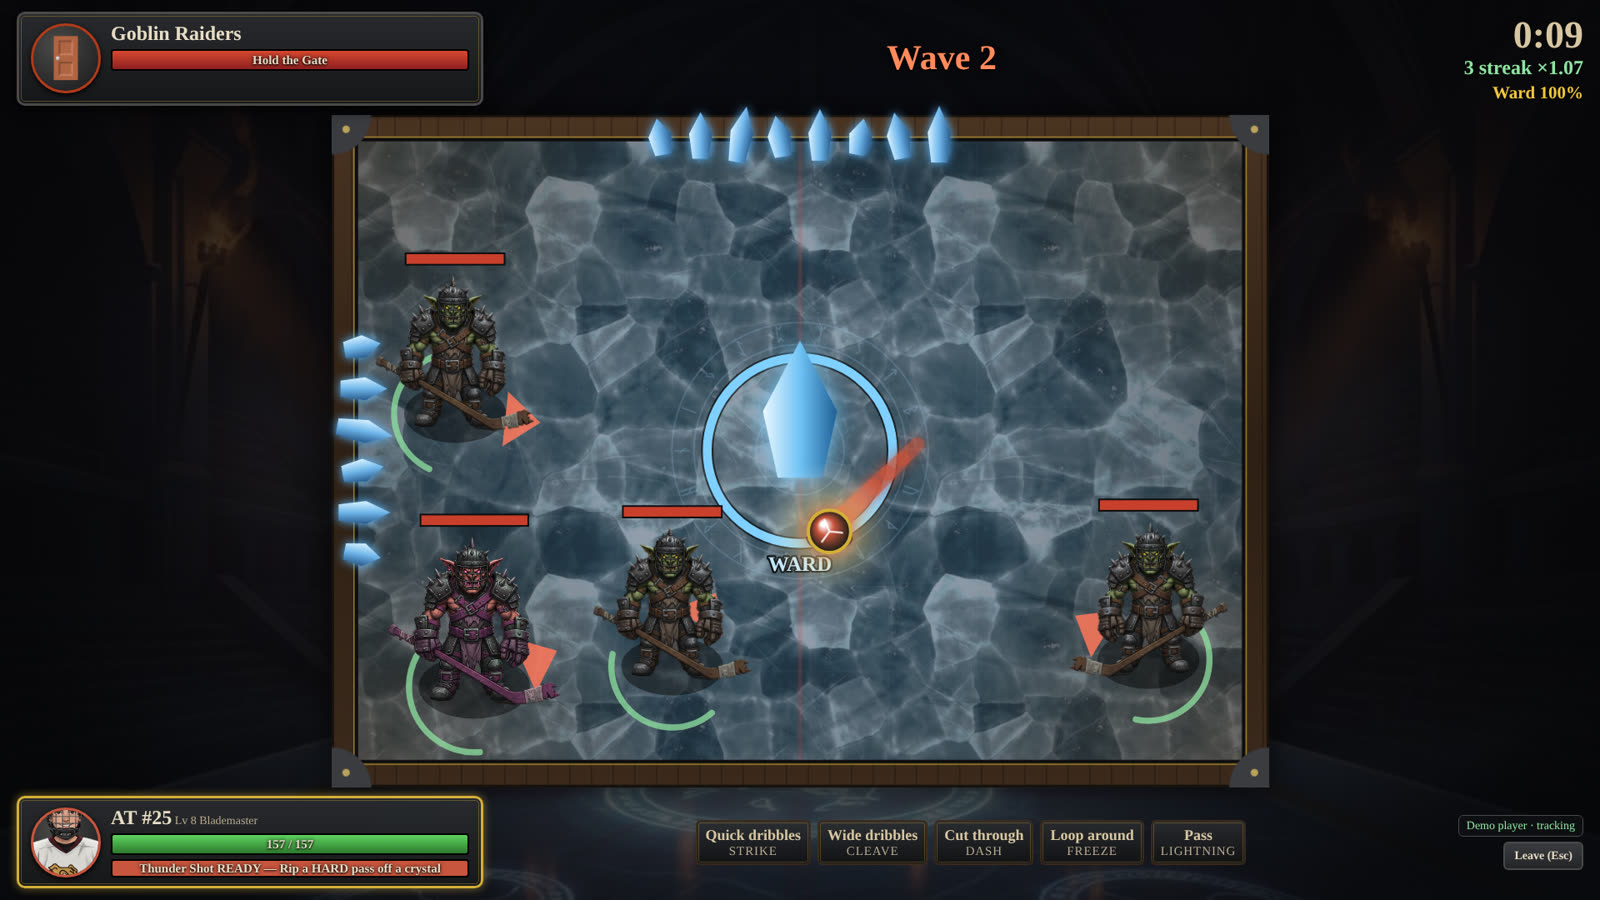 Goblin Raiders
Hold the Gate
Wave 2
0:09
3 streak ×1.07
Ward 100%
WARD
AT #25 Lv 8 Blademaster
157 / 157
Thunder Shot READY — Rip a HARD pass off a crystal
Quick dribbles
STRIKE
Wide dribbles
CLEAVE
Cut through
DASH
Loop around
FREEZE
Pass
LIGHTNING
Demo player · tracking
Leave (Esc)